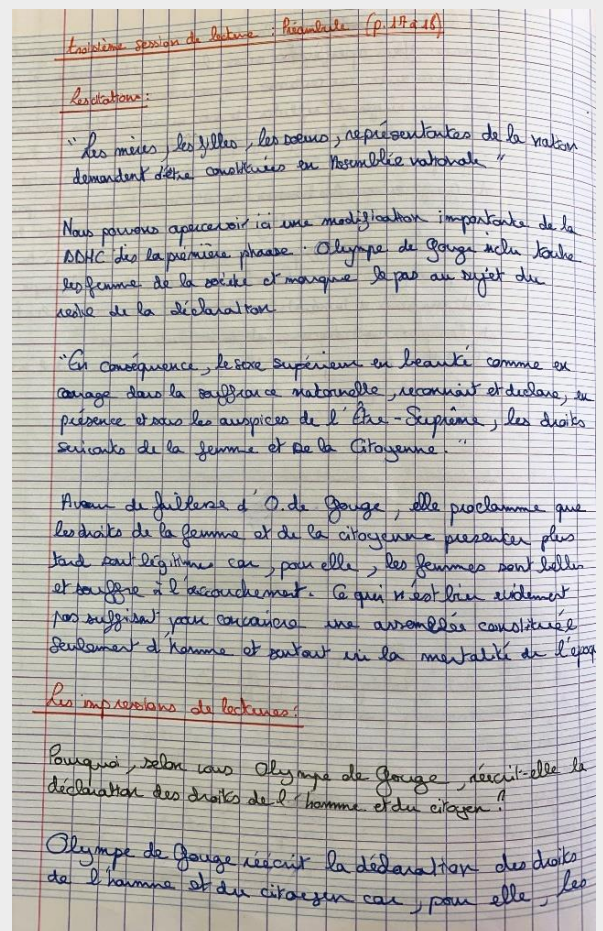 troisième session de lecture : Préambule (p. 17 à 18)
Les citations :
"Les mères, les filles, les soeurs, représentantes de la nation
demandent d'être constituées en Assemblée nationale"
Nous pouvons apercevoir ici une modification importante de la
DDHC dès la première phrase. Olympe de Gouge inclu toute
les femme de la société et marque le pas au sujet du
reste de la déclaration
"En conséquence, le sexe supérieur en beauté comme en
courage dans la souffrance maternelle, reconnait et declare, en
présence et sous les auspices de l'Être-Suprême, les droits
suivants de la femme et de la Citoyenne."
Aveux de d'O. de Gouge, elle proclamme que
les droits de la femme et de la citoyenne presenter plus
tard sont légitimes car, pour elle, les femmes sont belles
et souffre à l'accouchement. Ce qui n'est bien evidement
pas suffisant pour convaincre une assemblée constituée
seulement d'homme et surtout vu la mentalité de l'époq
Les impressions de lectures :
Pourquoi, selon vous Olympe de Gouge, réécrit-elle la
déclaration des droits de l'homme et du citoyen ?
Olympe de Gouge réécrit la déclaration des droits
de l'homme et du citoyen car, pour elle, les